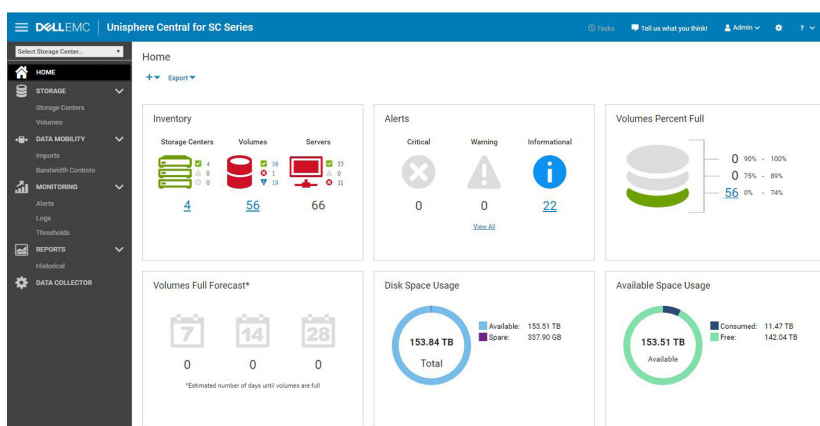 DELLEMC | Unisphere Central for SC Series
Tasks
Tell us what you think!
Admin
?
Select Storage Center...
HOME
STORAGE
Storage Centers
Volumes
DATA MOBILITY
Imports
Bandwidth Controls
MONITORING
Alerts
Logs
Thresholds
REPORTS
Historical
DATA COLLECTOR
Home
+ Export
Inventory
Storage Centers Volumes Servers
4 36 55
0 1 0
0 19 11
4 56 66
Alerts
Critical Warning Informational
0 0 22
View All
Volumes Percent Full
0 90% - 100%
0 75% - 89%
56 0% - 74%
Volumes Full Forecast*
7 14 28
0 0 0
*Estimated number of days until volumes are full
Disk Space Usage
153.84 TB
Total
Available: 153.51 TB
Spare: 337.90 GB
Available Space Usage
153.51 TB
Available
Consumed: 11.47 TB
Free: 142.04 TB